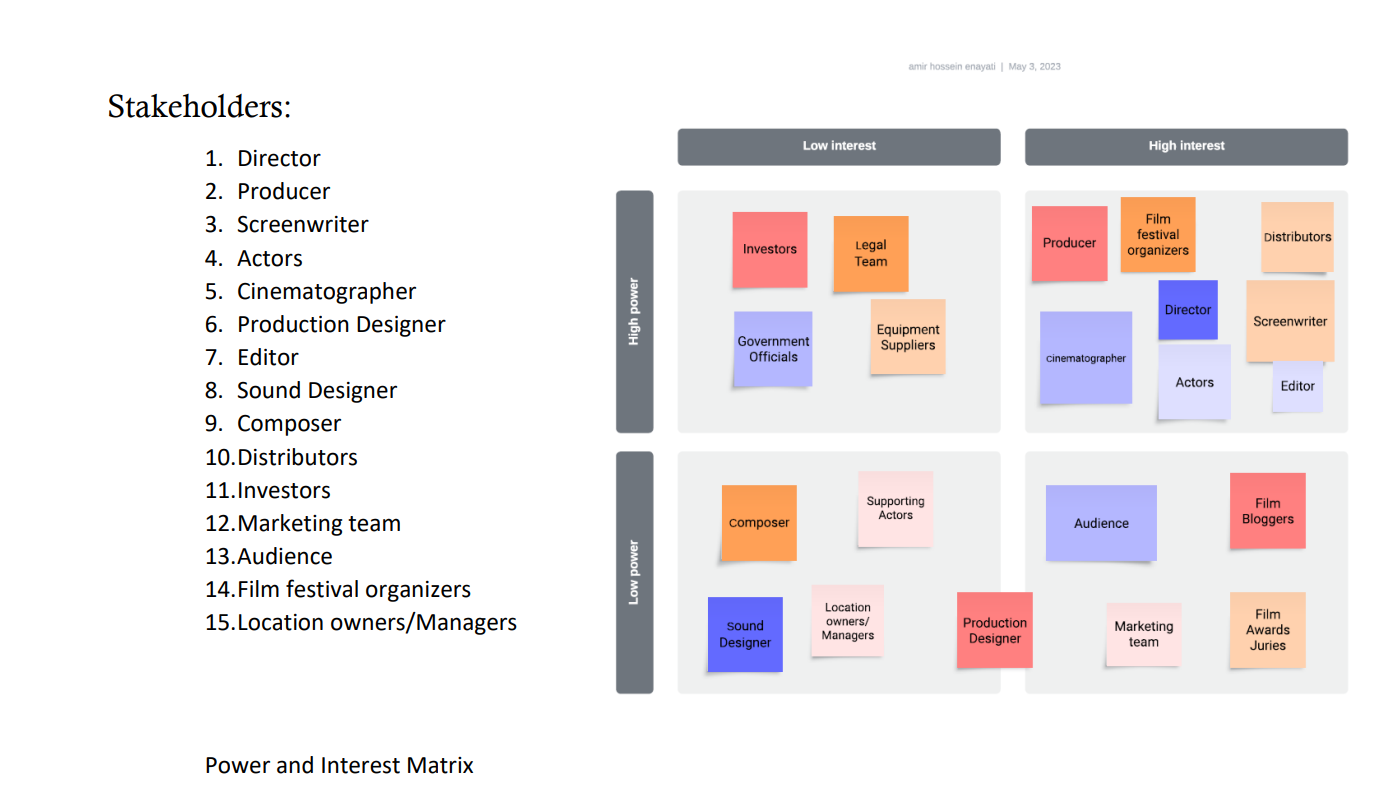 amir hossein enayati | May 3, 2023
Stakeholders:
1. Director
2. Producer
3. Screenwriter
4. Actors
5. Cinematographer
6. Production Designer
7. Editor
8. Sound Designer
9. Composer
10.Distributors
11.Investors
12.Marketing team
13.Audience
14.Film festival organizers
15.Location owners/Managers
Power and Interest Matrix
Low interest
High interest
High power
Investors
Legal
Team
Government
Officials
Equipment
Suppliers
Producer
Film
festival
organizers
Distributors
Director
Screenwriter
Cinematographer
Actors
Editor
Low power
Composer
Supporting
Actors
Sound
Designer
Location
owners/
Managers
Production
Designer
Audience
Film
Bloggers
Marketing
team
Film
Awards
Juries